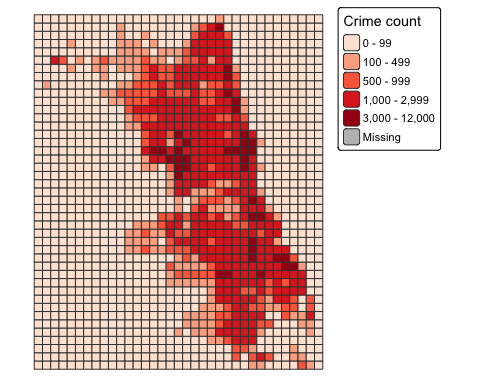 Crime count
0 - 99
100 - 499
500 - 999
1,000 - 2,999
3,000 - 12,000
Missing